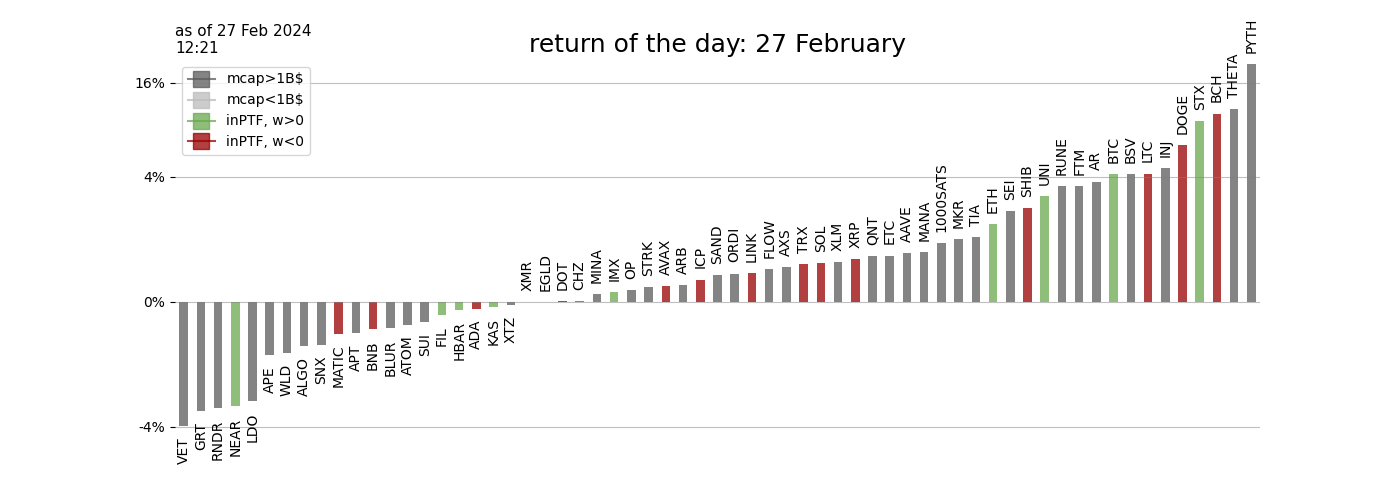 as of 27 Feb 2024
12:21
return of the day: 27 February
mcap>1B$
mcap<1B$
inPTF, w>0
inPTF, w<0
16%
4%
0%
-4%
VET
GRT
RNDR
NEAR
LDO
APE
WLD
ALGO
SNX
MATIC
APT
BNB
BLUR
ATOM
SUI
FIL
HBAR
ADA
KAS
XTZ
XMR
EGLD
DOT
CHZ
MINA
IMX
OP
STRK
AVAX
ARB
ICP
SAND
ORDI
LINK
FLOW
AXS
TRX
SOL
XLM
XRP
QNT
ETC
AAVE
MANA
1000SATS
MKR
TIA
ETH
SEI
SHIB
UNI
RUNE
FTM
AR
BTC
BSV
LTC
INJ
DOGE
STX
BCH
THETA
PYTH